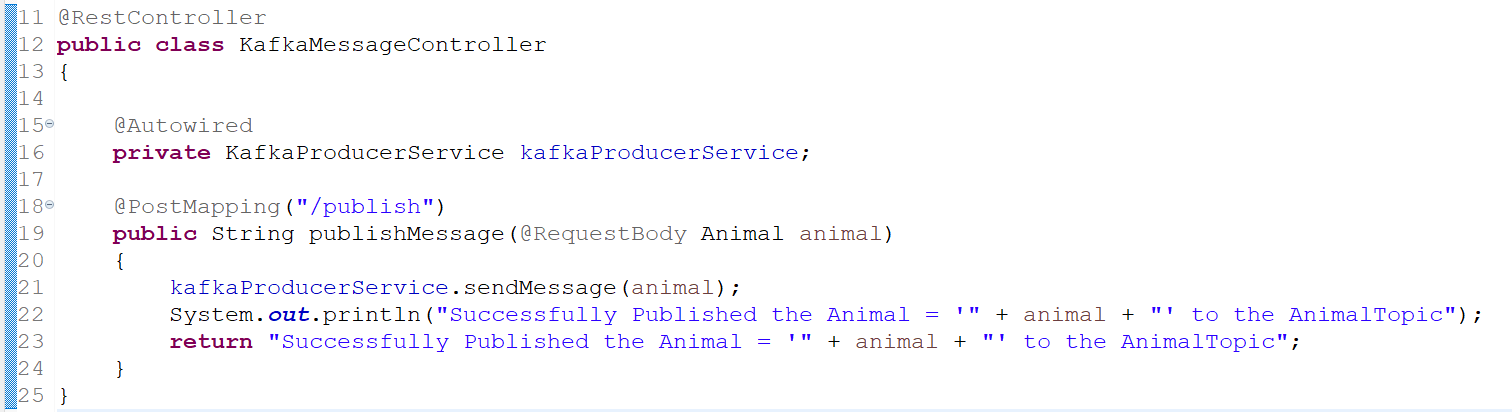 11 @RestController
12 public class KafkaMessageController
13 {
14
15 @Autowired
16 private KafkaProducerService kafkaProducerService;
17
18 @PostMapping("/publish")
19 public String publishMessage(@RequestBody Animal animal)
20 {
21 kafkaProducerService.sendMessage(animal);
22 System.out.println("Successfully Published the Animal = '" + animal + "' to the AnimalTopic");
23 return "Successfully Published the Animal = '" + animal + "' to the AnimalTopic";
24 }
25 }